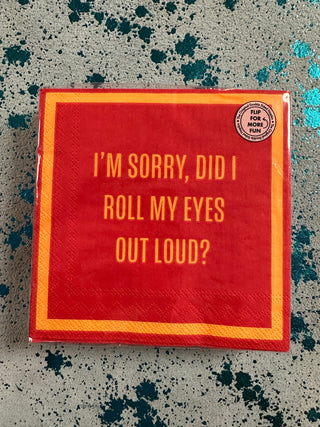 I'M SORRY, DID I
ROLL MY EYES
OUT LOUD?
FLIP
FOR
MORE
FUN